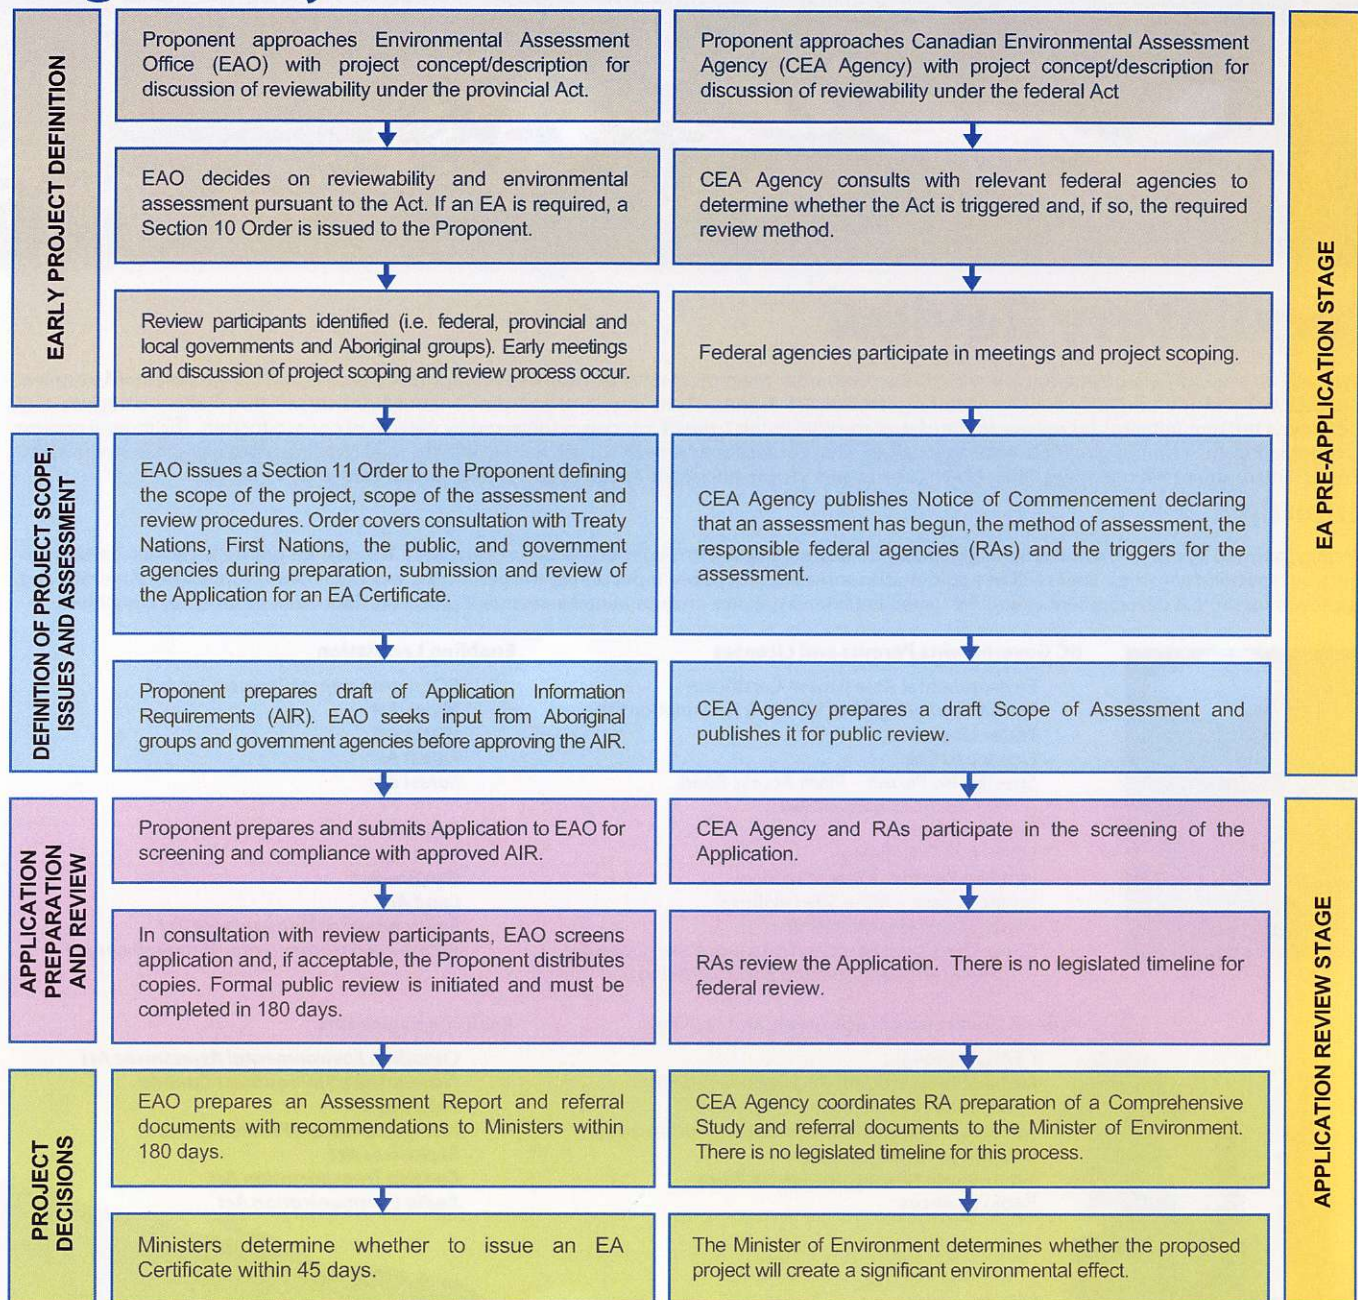 EARLY PROJECT DEFINITION
Proponent approaches Environmental Assessment
Office (EAO) with project concept/description for
discussion of reviewability under the provincial Act.
Proponent approaches Canadian Environmental Assessment
Agency (CEA Agency) with project concept/description for
discussion of reviewability under the federal Act
EAO decides on reviewability and environmental
assessment pursuant to the Act. If an EA is required, a
Section 10 Order is issued to the Proponent.
CEA Agency consults with relevant federal agencies to
determine whether the Act is triggered and, if so, the required
review method.
Review participants identified (i.e. federal, provincial and
local governments and Aboriginal groups). Early meetings
and discussion of project scoping and review process occur.
Federal agencies participate in meetings and project scoping.
EA PRE-APPLICATION STAGE
DEFINITION OF PROJECT SCOPE,
ISSUES AND ASSESSMENT
EAO issues a Section 11 Order to the Proponent defining
the scope of the project, scope of the assessment and
review procedures. Order covers consultation with Treaty
Nations, First Nations, the public, and government
agencies during preparation, submission and review of
the Application for an EA Certificate.
CEA Agency publishes Notice of Commencement declaring
that an assessment has begun, the method of assessment, the
responsible federal agencies (RAs) and the triggers for the
assessment.
Proponent prepares draft of Application Information
Requirements (AIR). EAO seeks input from Aboriginal
groups and government agencies before approving the AIR.
CEA Agency prepares a draft Scope of Assessment and
publishes it for public review.
APPLICATION
PREPARATION
AND REVIEW
Proponent prepares and submits Application to EAO for
screening and compliance with approved AIR.
CEA Agency and RAs participate in the screening of the
Application.
In consultation with review participants, EAO screens
application and, if acceptable, the Proponent distributes
copies. Formal public review is initiated and must be
completed in 180 days.
RAs review the Application. There is no legislated timeline for
federal review.
APPLICATION REVIEW STAGE
PROJECT
DECISIONS
EAO prepares an Assessment Report and referral
documents with recommendations to Ministers within
180 days.
CEA Agency coordinates RA preparation of a Comprehensive
Study and referral documents to the Minister of Environment.
There is no legislated timeline for this process.
Ministers determine whether to issue an EA
Certificate within 45 days.
The Minister of Environment determines whether the proposed
project will create a significant environmental effect.